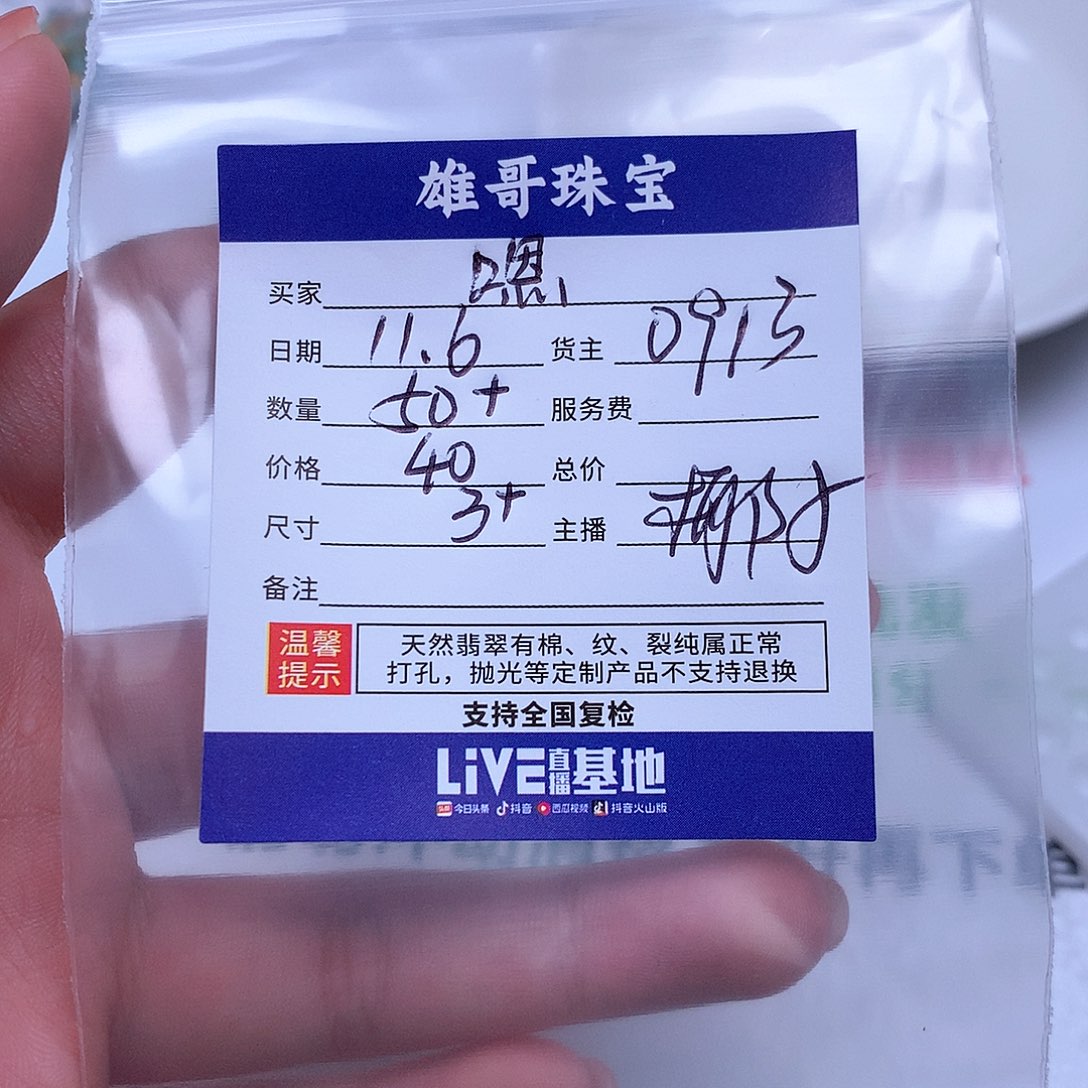 雄哥珠宝
买家 嗯
日期 11.6 货主 0913
数量 50+ 服务费
价格 40 总价
尺寸 3+ 主播
备注
温馨提示
天然翡翠有棉、纹、裂纯属正常
打孔，抛光等定制产品不支持退换
支持全国复检
LiVE直播基地
今日头条 抖音 西瓜视频 抖音火山版